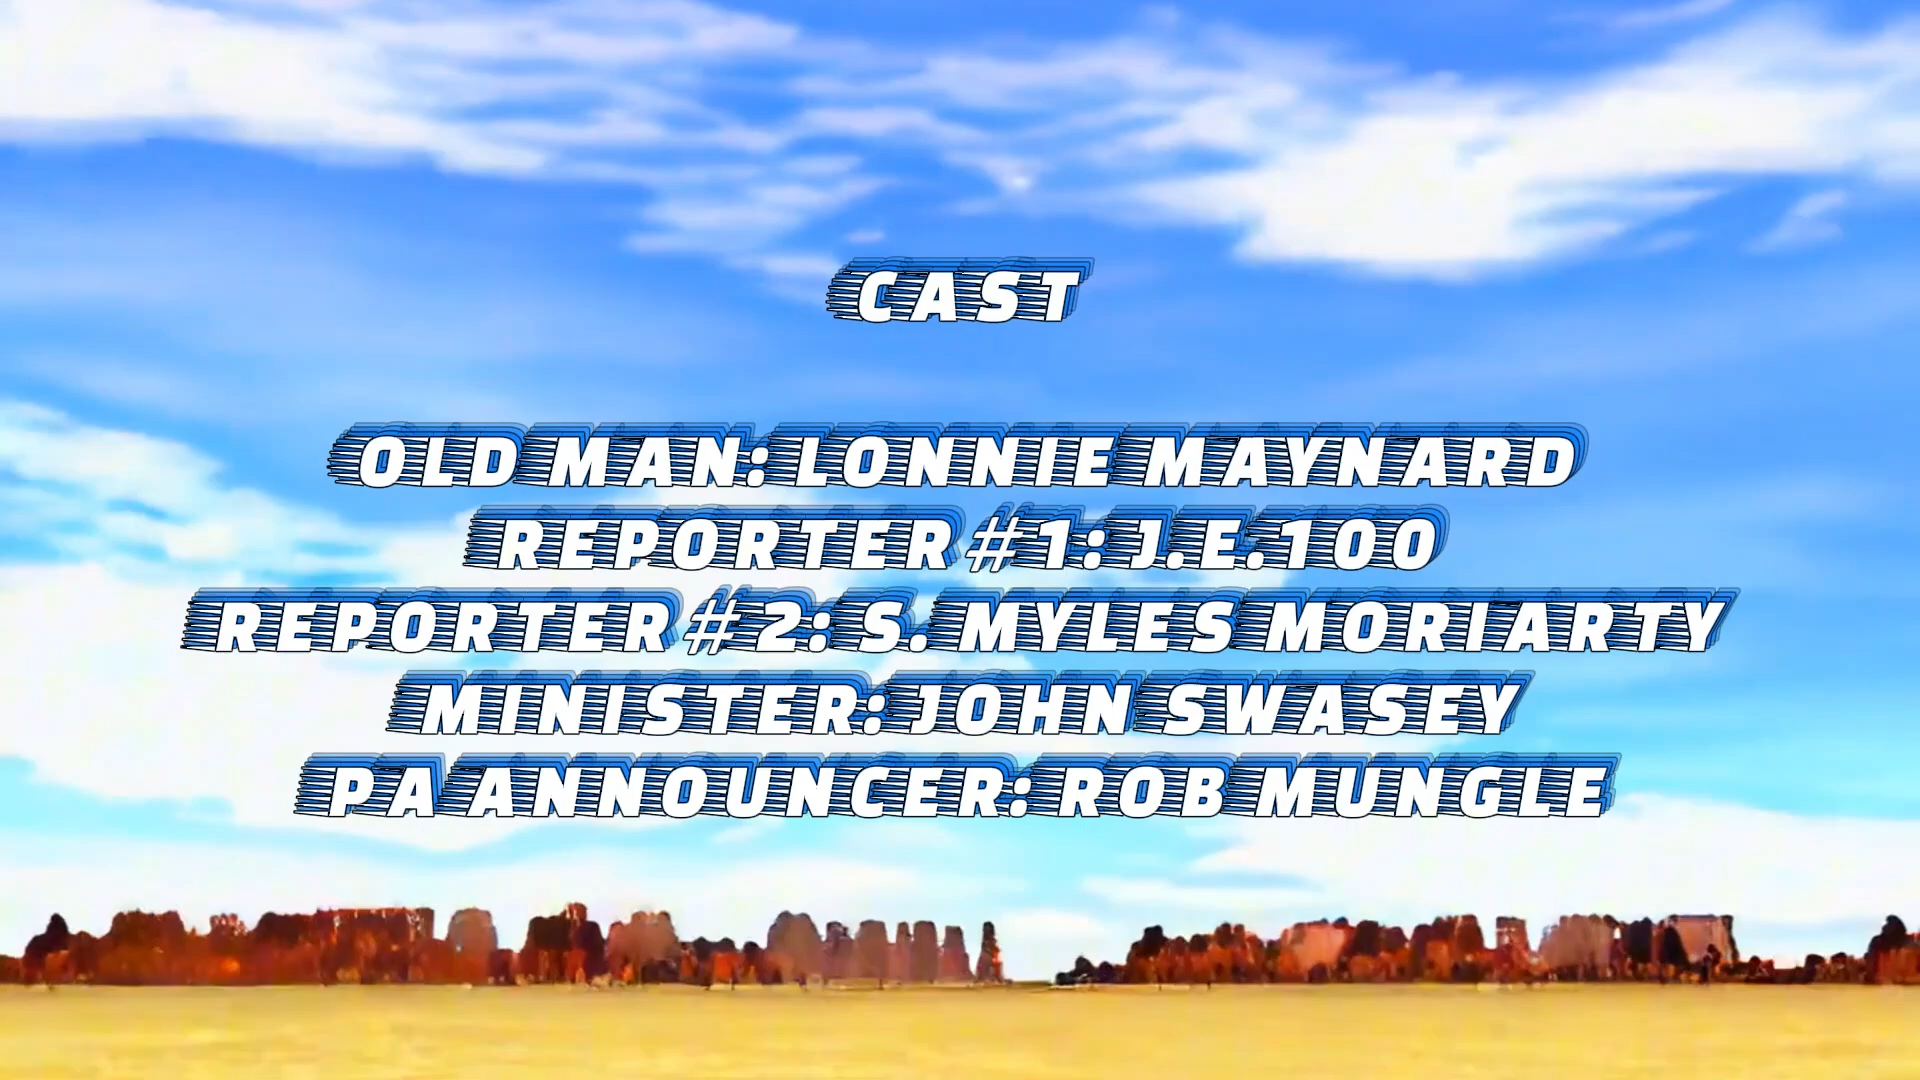 CAST
OLD MAN: LONNIE MAYNARD
REPORTER #1: J.E.100
REPORTER #2: S. MYLES MORIARTY
MINISTER: JOHN SWASEY
PA ANNOUNCER: ROB MUNGLE